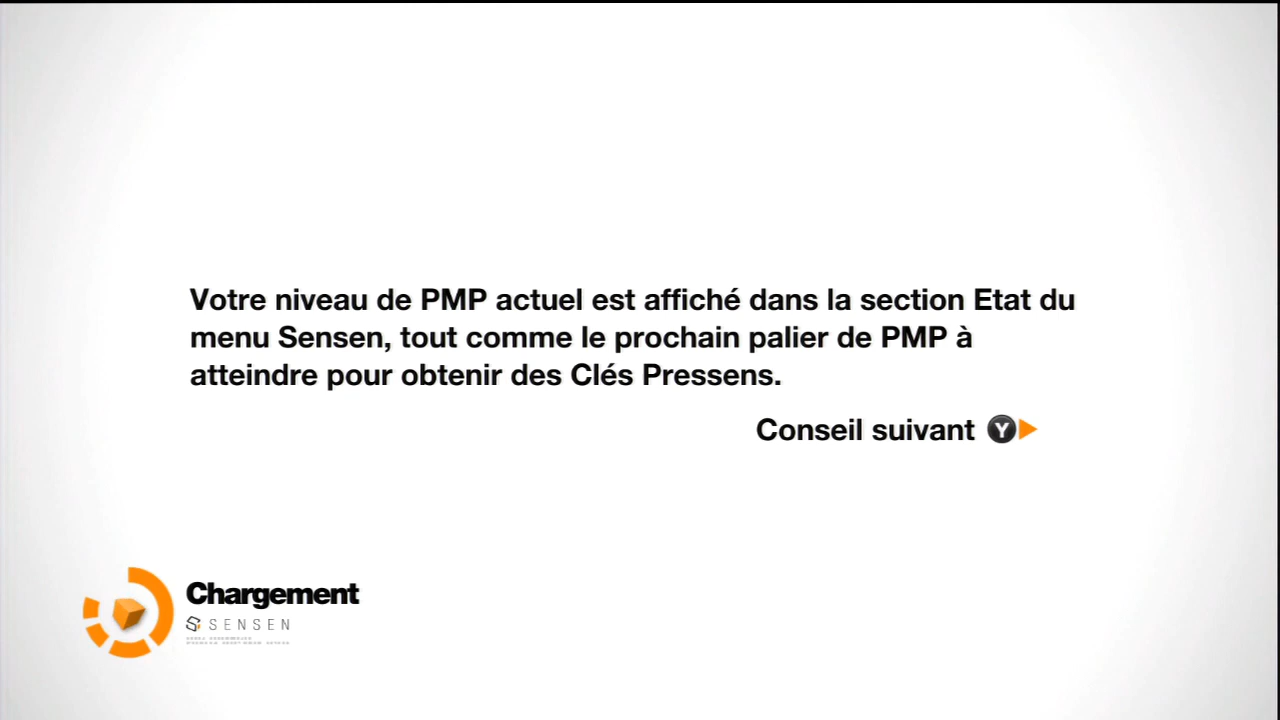 Votre niveau de PMP actuel est affiché dans la section Etat du
menu Sensen, tout comme le prochain palier de PMP à
atteindre pour obtenir des Clés Pressens.
Conseil suivant Y
Chargement
SENSEN